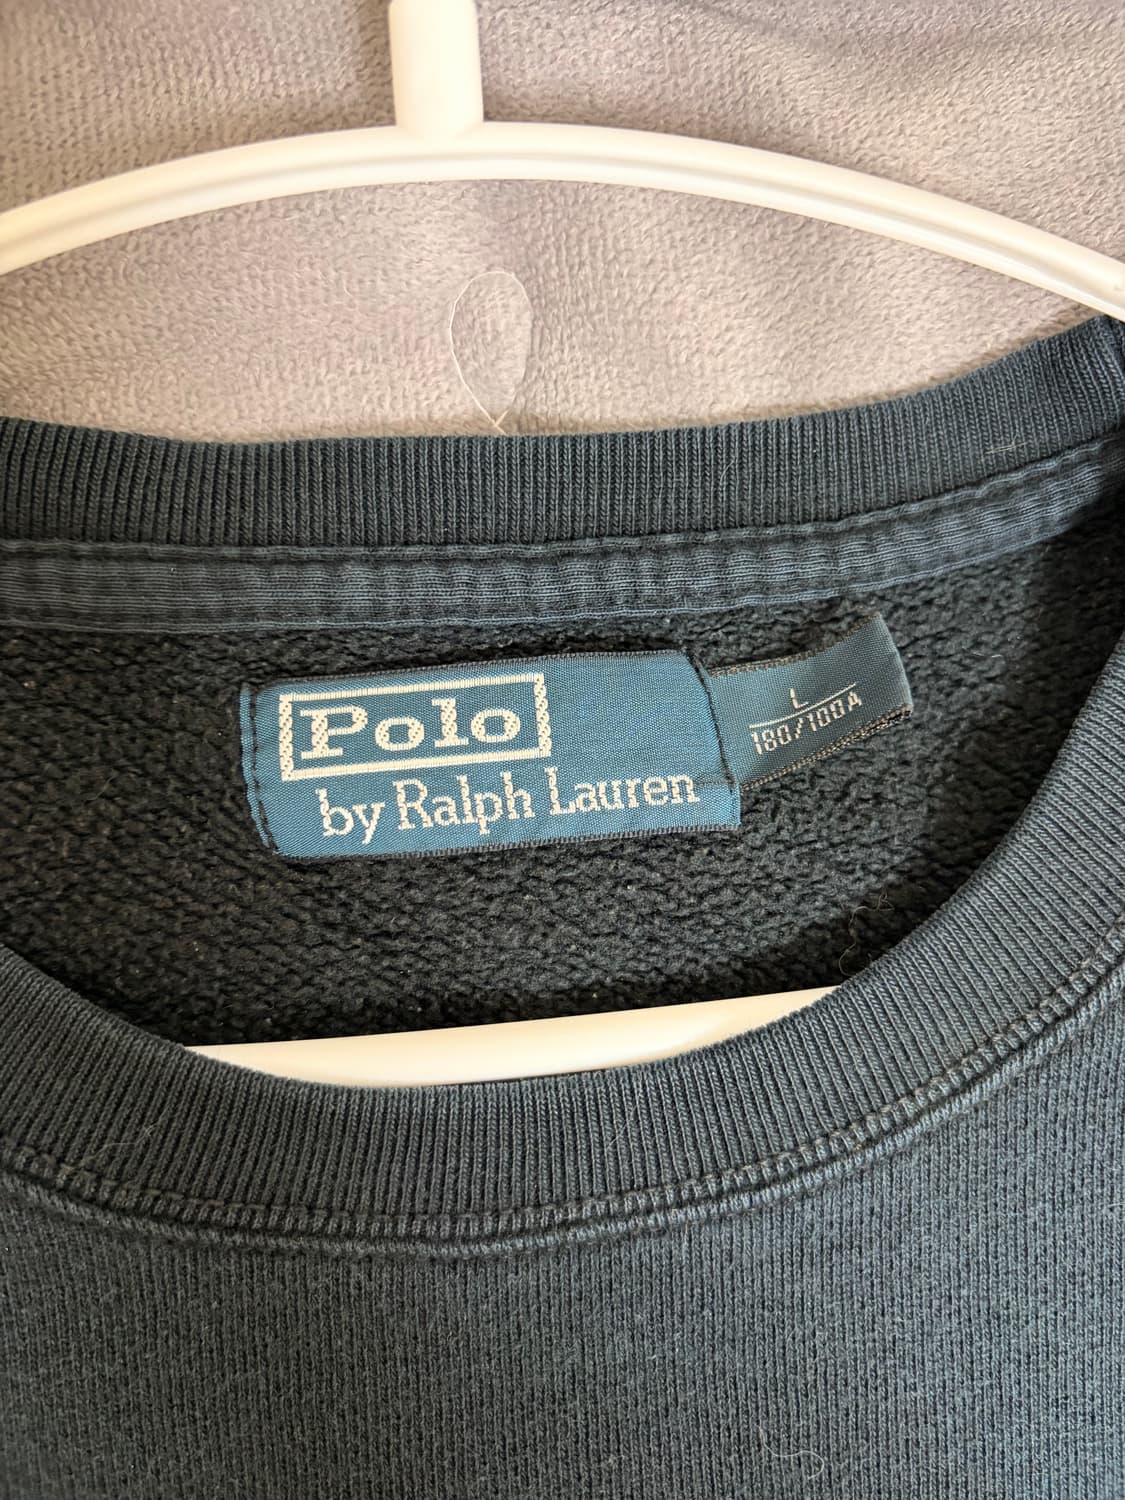 Polo
by Ralph Lauren
L
180/100A